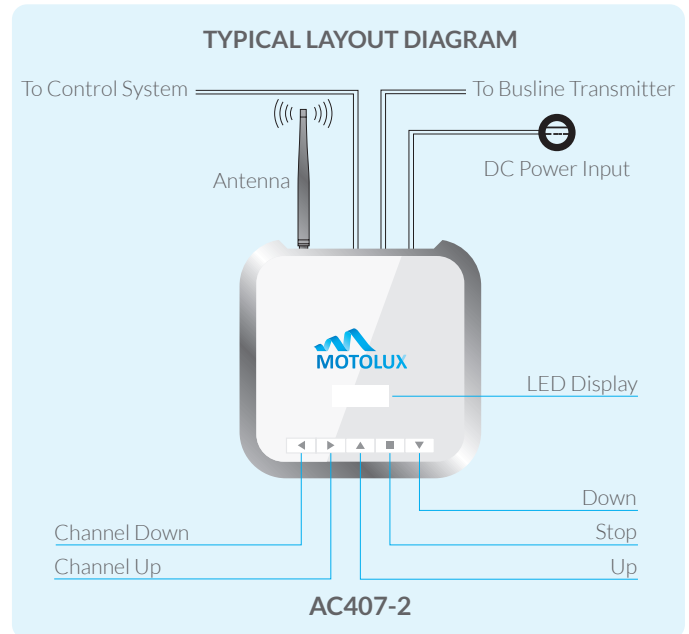 TYPICAL LAYOUT DIAGRAM
To Control System
To Busline Transmitter
Antenna
DC Power Input
MOTOLUX
LED Display
Down
Channel Down
Stop
Channel Up
Up
AC407-2